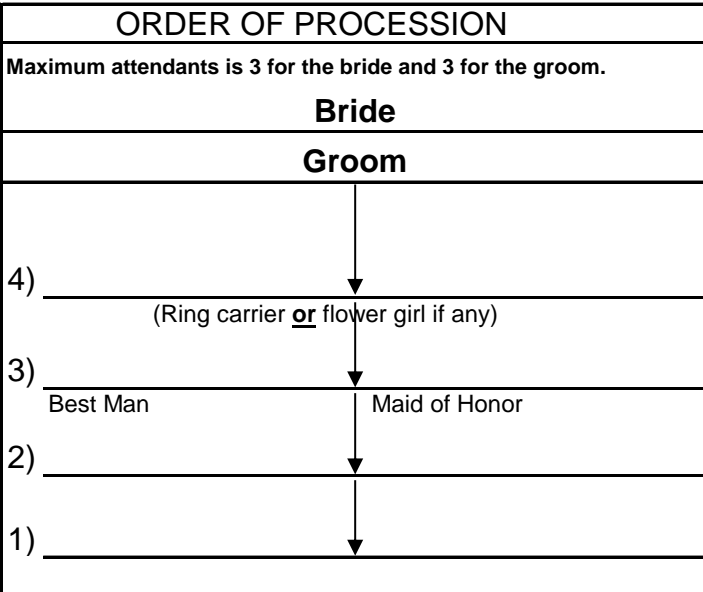 ORDER OF PROCESSION
Maximum attendants is 3 for the bride and 3 for the groom.
Bride
Groom
4)
(Ring carrier or flower girl if any)
3)
Best Man Maid of Honor
2)
1)